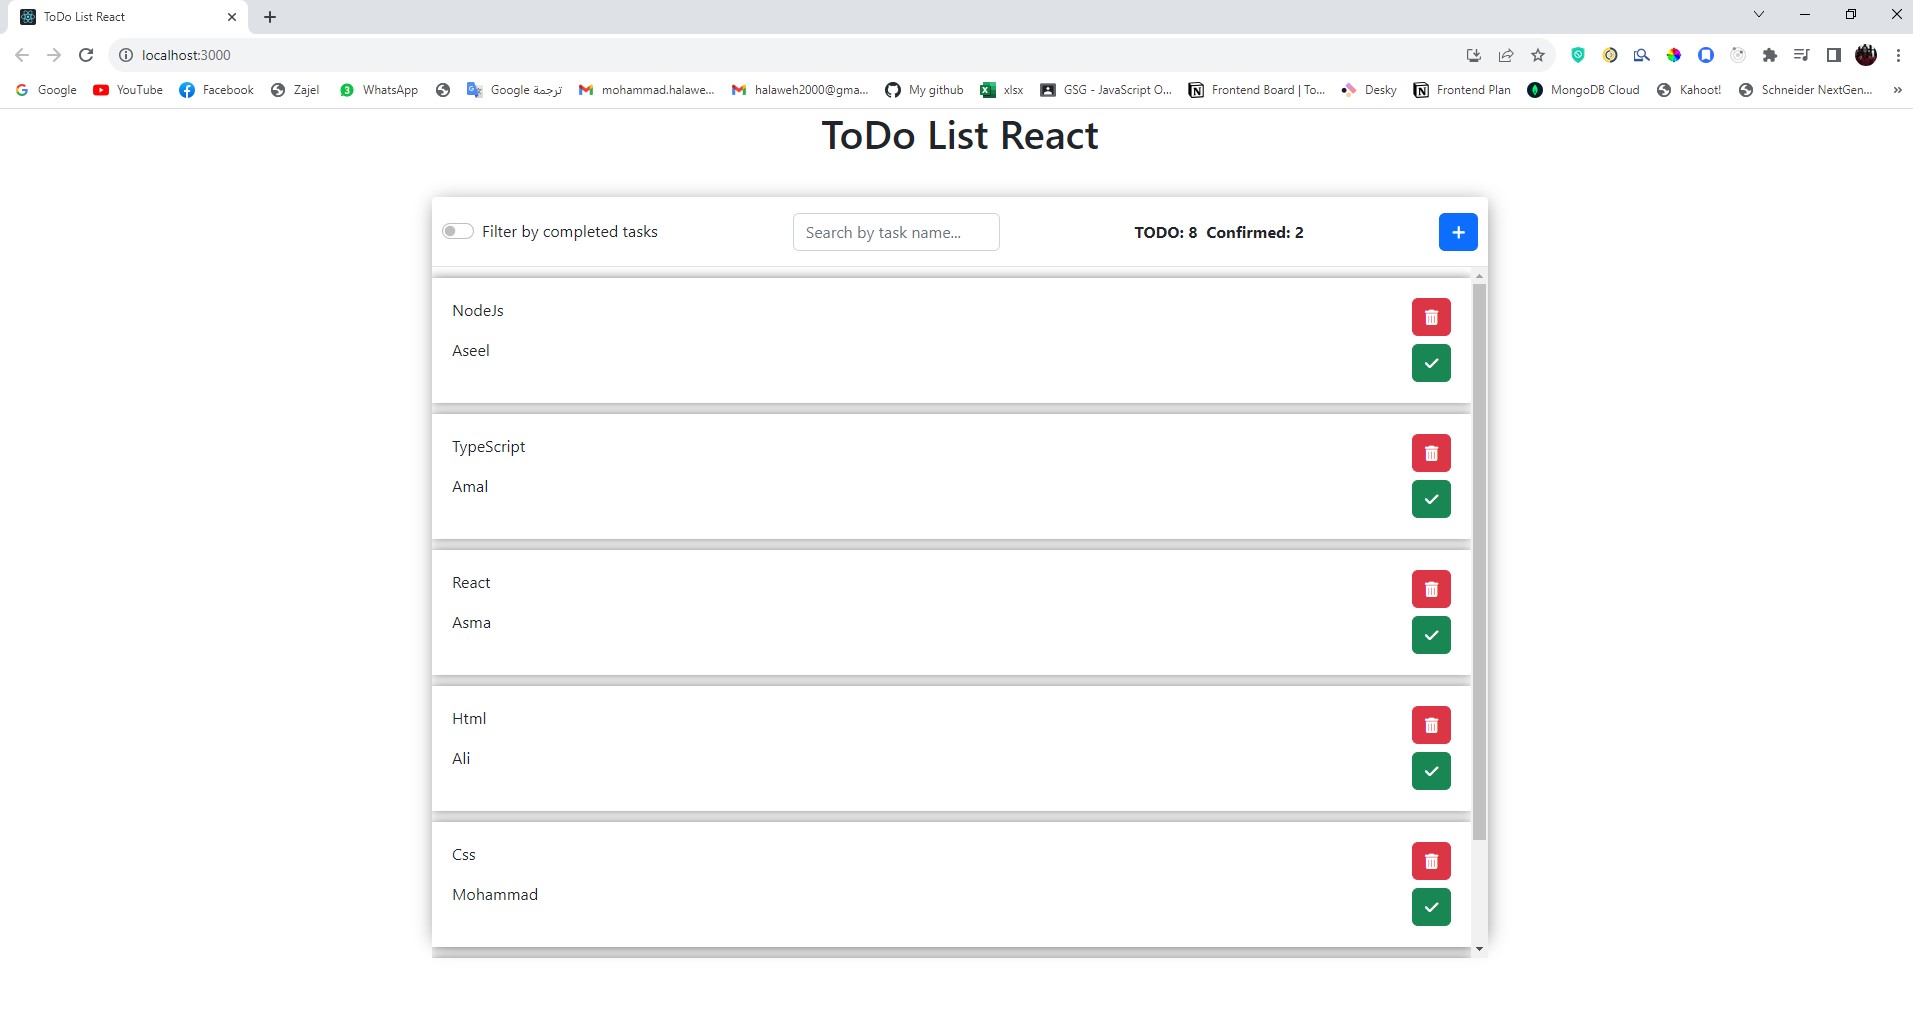 ToDo List React
localhost:3000
Google YouTube Facebook Zajel WhatsApp Google ترجمة mohammad.halawe... halaweh2000@gma... My github xlsx GSG - JavaScript O... Frontend Board | To... Desky Frontend Plan MongoDB Cloud Kahoot! Schneider NextGen... »
ToDo List React
Filter by completed tasks Search by task name... TODO: 8 Confirmed: 2 +
NodeJs
Aseel
TypeScript
Amal
React
Asma
Html
Ali
Css
Mohammad